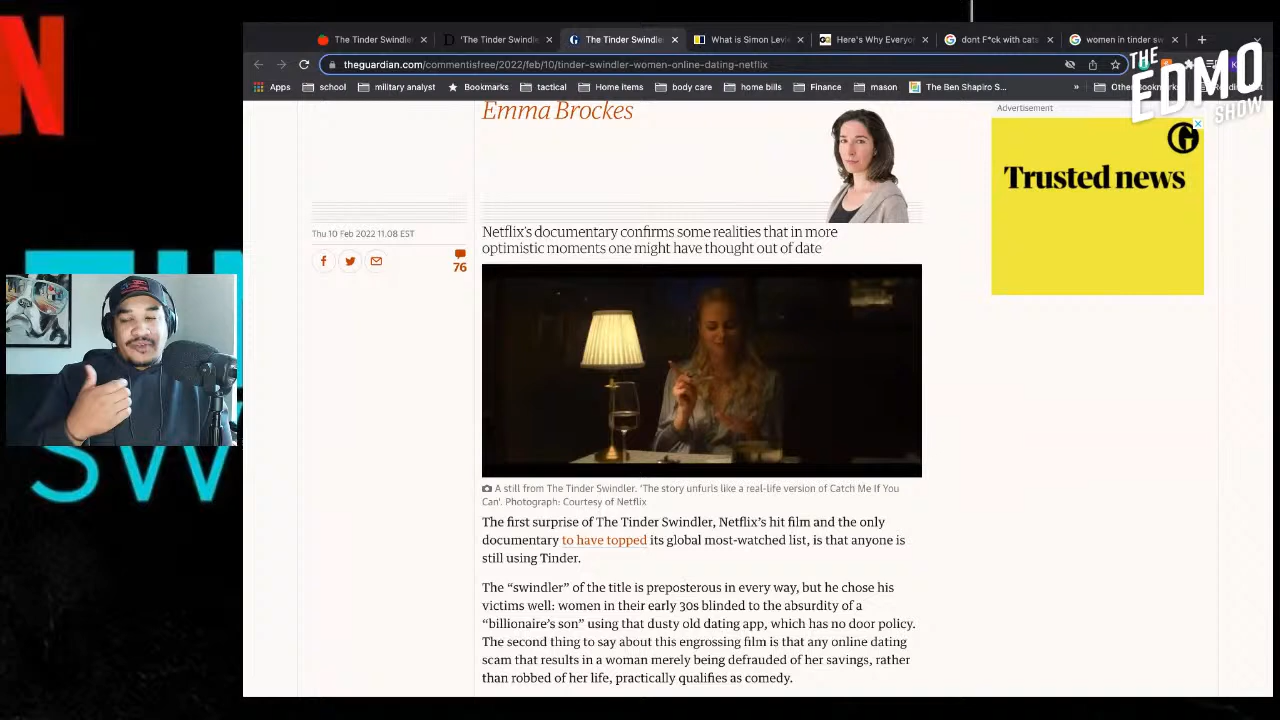 The Tinder Swindle
'The Tinder Swindle
The Tinder Swindle
What is Simon Levi
Here's Why Everyon
dont F*ck with cats
women in tinder sw
THE
EDMO
SHOW
theguardian.com/commentisfree/2022/feb/10/tinder-swindler-women-online-dating-netflix
Apps
school
military analyst
Bookmarks
tactical
Home items
body care
home bills
Finance
mason
The Ben Shapiro S...
»
Emma Brockes
Advertisement
Trusted news
Thu 10 Feb 2022 11.08 EST
76
Netflix's documentary confirms some realities that in more
optimistic moments one might have thought out of date
A still from The Tinder Swindler. 'The story unfurls like a real-life version of Catch Me If You
Can'. Photograph: Courtesy of Netflix
The first surprise of The Tinder Swindler, Netflix's hit film and the only
documentary to have topped its global most-watched list, is that anyone is
still using Tinder.
The “swindler” of the title is preposterous in every way, but he chose his
victims well: women in their early 30s blinded to the absurdity of a
“billionaire's son” using that dusty old dating app, which has no door policy.
The second thing to say about this engrossing film is that any online dating
scam that results in a woman merely being defrauded of her savings, rather
than robbed of her life, practically qualifies as comedy.
N
SW